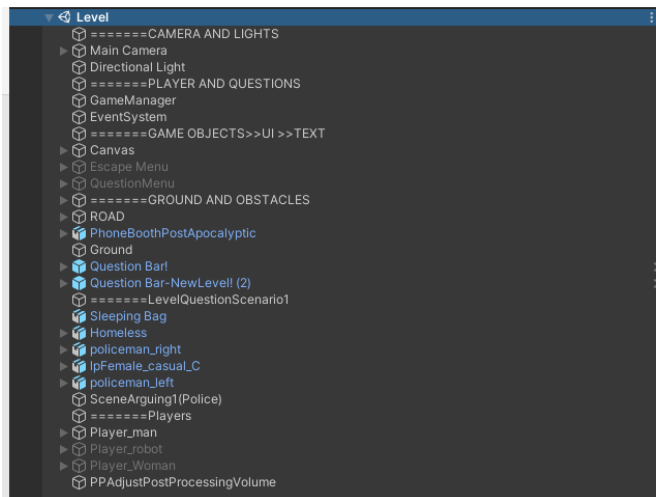 Level
=======CAMERA AND LIGHTS
Main Camera
Directional Light
=======PLAYER AND QUESTIONS
GameManager
EventSystem
=======GAME OBJECTS>>UI >>TEXT
Canvas
Escape Menu
QuestionMenu
=======GROUND AND OBSTACLES
ROAD
PhoneBoothPostApocalyptic
Ground
Question Bar!
Question Bar-NewLevel! (2)
=======LevelQuestionScenario1
Sleeping Bag
Homeless
policeman_right
lpFemale_casual_C
policeman_left
SceneArguing1(Police)
=======Players
Player_man
Player_robot
Player_Woman
PPAdjustPostProcessingVolume